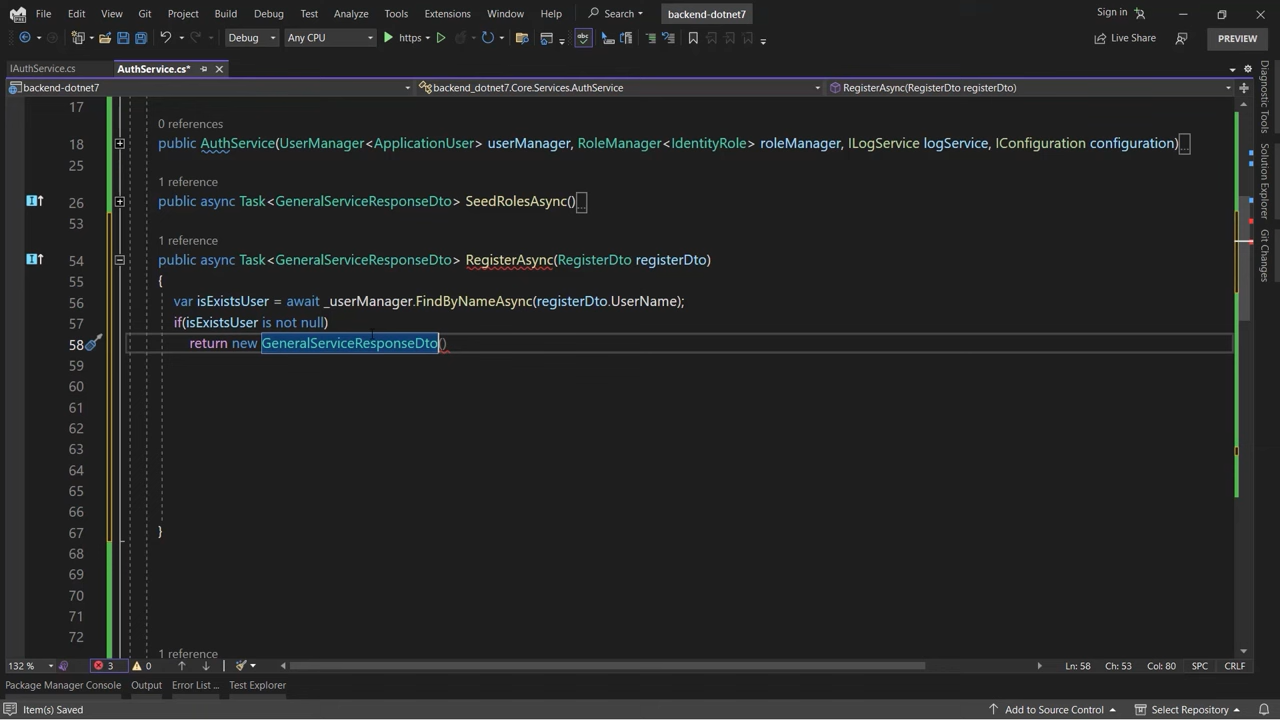 File Edit View Git Project Build Debug Test Analyze Tools Extensions Window Help Search backend-dotnet7 Sign in
Debug Any CPU https Live Share PREVIEW
IAuthService.cs AuthService.cs*
backend-dotnet7 backend_dotnet7.Core.Services.AuthService RegisterAsync(RegisterDto registerDto)
17
0 references
18 public AuthService(UserManager<ApplicationUser> userManager, RoleManager<IdentityRole> roleManager, ILogService logService, IConfiguration configuration)...
25
1 reference
26 public async Task<GeneralServiceResponseDto> SeedRolesAsync()...
53
1 reference
54 public async Task<GeneralServiceResponseDto> RegisterAsync(RegisterDto registerDto)
55 {
56 var isExistsUser = await _userManager.FindByNameAsync(registerDto.UserName);
57 if(isExistsUser is not null)
58 return new GeneralServiceResponseDto()
59
60
61
62
63
64
65
66
67 }
68
69
70
71
72
1 reference
132 % 3 0 Ln: 58 Ch: 53 Col: 80 SPC CRLF
Package Manager Console Output Error List ... Test Explorer
Item(s) Saved Add to Source Control Select Repository
Diagnostic Tools
Solution Explorer
Git Changes